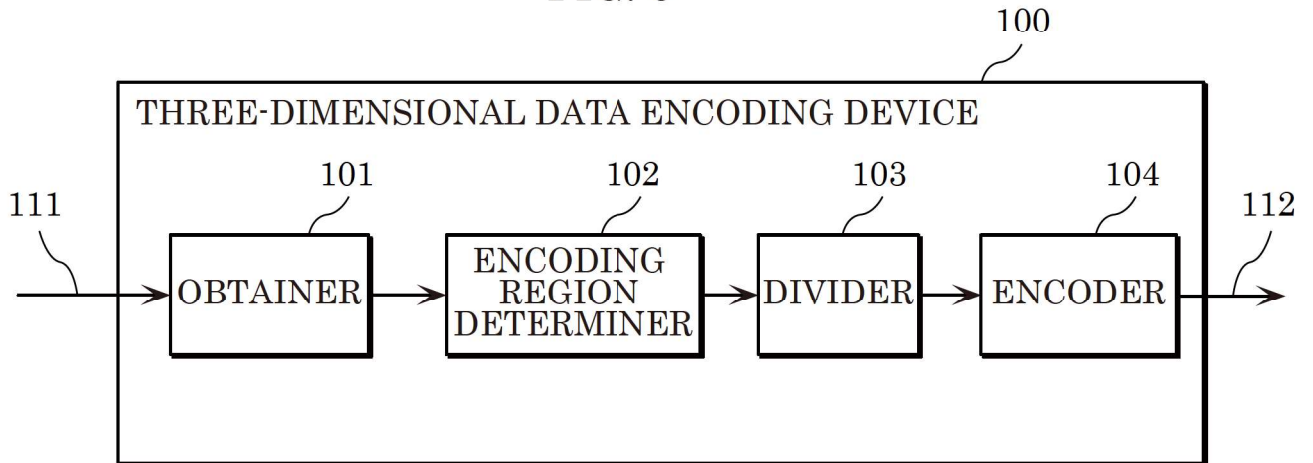 100
THREE-DIMENSIONAL DATA ENCODING DEVICE
101 102 103 104
111 112
OBTAINER
ENCODING
REGION
DETERMINER
DIVIDER
ENCODER